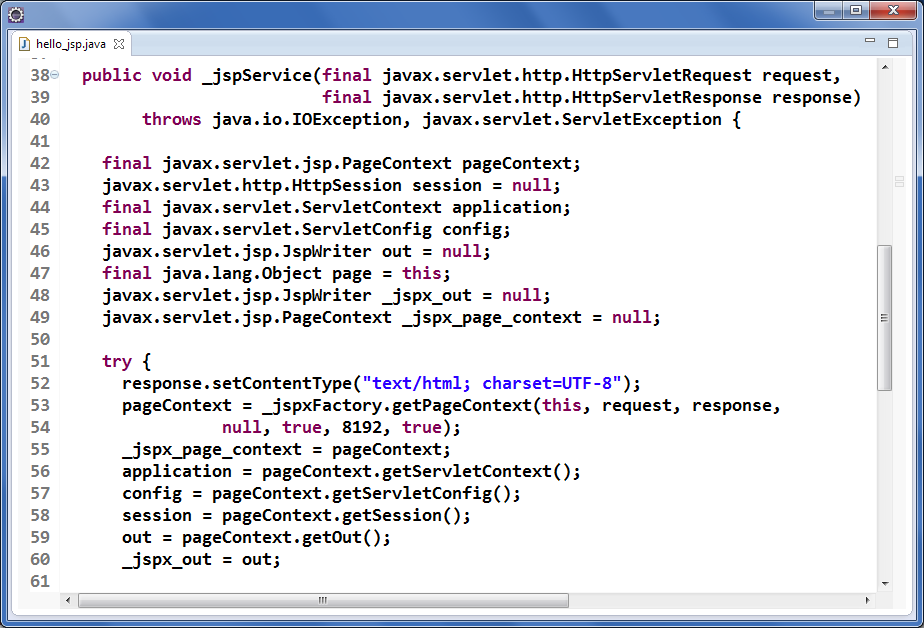 hello_jsp.java
38 public void _jspService(final javax.servlet.http.HttpServletRequest request,
39 final javax.servlet.http.HttpServletResponse response)
40 throws java.io.IOException, javax.servlet.ServletException {
41
42 final javax.servlet.jsp.PageContext pageContext;
43 javax.servlet.http.HttpSession session = null;
44 final javax.servlet.ServletContext application;
45 final javax.servlet.ServletConfig config;
46 javax.servlet.jsp.JspWriter out = null;
47 final java.lang.Object page = this;
48 javax.servlet.jsp.JspWriter _jspx_out = null;
49 javax.servlet.jsp.PageContext _jspx_page_context = null;
50
51 try {
52 response.setContentType("text/html; charset=UTF-8");
53 pageContext = _jspxFactory.getPageContext(this, request, response,
54 null, true, 8192, true);
55 _jspx_page_context = pageContext;
56 application = pageContext.getServletContext();
57 config = pageContext.getServletConfig();
58 session = pageContext.getSession();
59 out = pageContext.getOut();
60 _jspx_out = out;
61